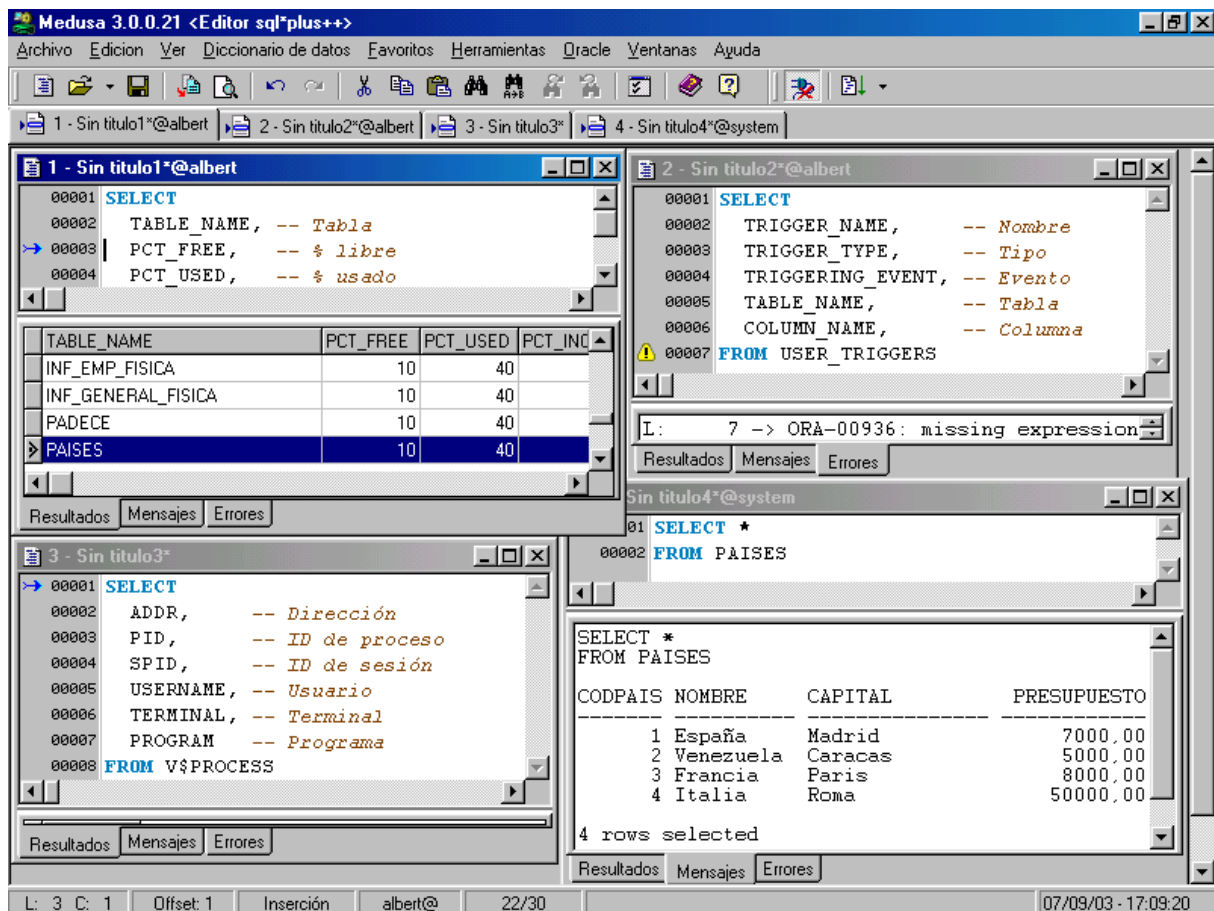 Medusa 3.0.0.21 <Editor sql*plus++>
Archivo Edicion Ver Diccionario de datos Favoritos Herramientas Oracle Ventanas Ayuda
1 - Sin titulo1*@albert 2 - Sin titulo2*@albert 3 - Sin titulo3* 4 - Sin titulo4*@system
1 - Sin titulo1*@albert
00001 SELECT
00002 TABLE_NAME, -- Tabla
00003 PCT_FREE, -- % libre
00004 PCT_USED, -- % usado
TABLE_NAME PCT_FREE PCT_USED PCT_INC
INF_EMP_FISICA 10 40
INF_GENERAL_FISICA 10 40
PADECE 10 40
PAISES 10 40
Resultados Mensajes Errores
2 - Sin titulo2*@albert
00001 SELECT
00002 TRIGGER_NAME, -- Nombre
00003 TRIGGER_TYPE, -- Tipo
00004 TRIGGERING_EVENT, -- Evento
00005 TABLE_NAME, -- Tabla
00006 COLUMN_NAME, -- Columna
00007 FROM USER_TRIGGERS
L: 7 -> ORA-00936: missing expression
Resultados Mensajes Errores
3 - Sin titulo3*
00001 SELECT
00002 ADDR, -- Dirección
00003 PID, -- ID de proceso
00004 SPID, -- ID de sesión
00005 USERNAME, -- Usuario
00006 TERMINAL, -- Terminal
00007 PROGRAM -- Programa
00008 FROM V$PROCESS
Resultados Mensajes Errores
Sin titulo4*@system
01 SELECT *
00002 FROM PAISES
SELECT *
FROM PAISES
CODPAIS NOMBRE CAPITAL PRESUPUESTO
------- ---------- --------------- ------------
1 España Madrid 7000,00
2 Venezuela Caracas 5000,00
3 Francia Paris 8000,00
4 Italia Roma 50000,00
4 rows selected
Resultados Mensajes Errores
L: 3 C: 1 Offset: 1 Inserción albert@ 22/30 07/09/03 - 17:09:20